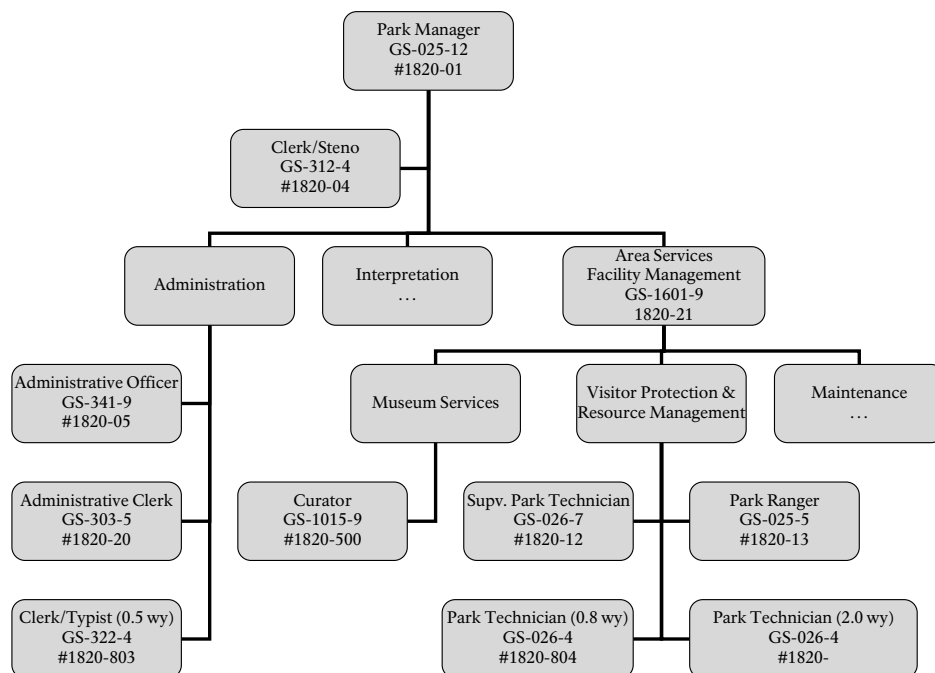 Park Manager
GS-025-12
#1820-01
Clerk/Steno
GS-312-4
#1820-04
Administration
Interpretation
...
Area Services
Facility Management
GS-1601-9
1820-21
Administrative Officer
GS-341-9
#1820-05
Museum Services
Visitor Protection &
Resource Management
Maintenance
...
Administrative Clerk
GS-303-5
#1820-20
Curator
GS-1015-9
#1820-500
Supv. Park Technician
GS-026-7
#1820-12
Park Ranger
GS-025-5
#1820-13
Clerk/Typist (0.5 wy)
GS-322-4
#1820-803
Park Technician (0.8 wy)
GS-026-4
#1820-804
Park Technician (2.0 wy)
GS-026-4
#1820-